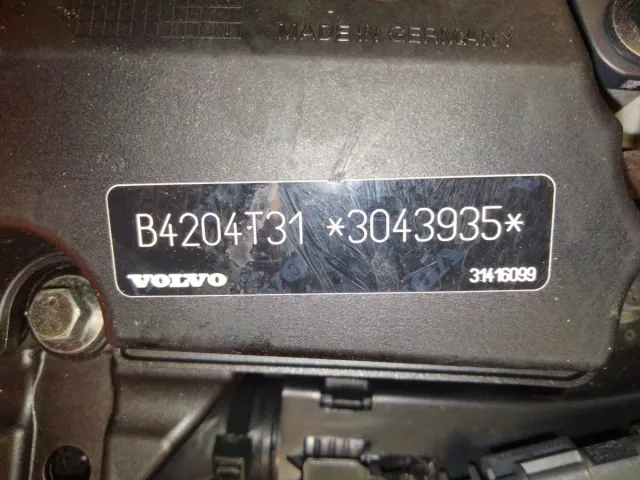 MADE IN GERMANY
B4204T31 *3043935*
VOLVO 31416099